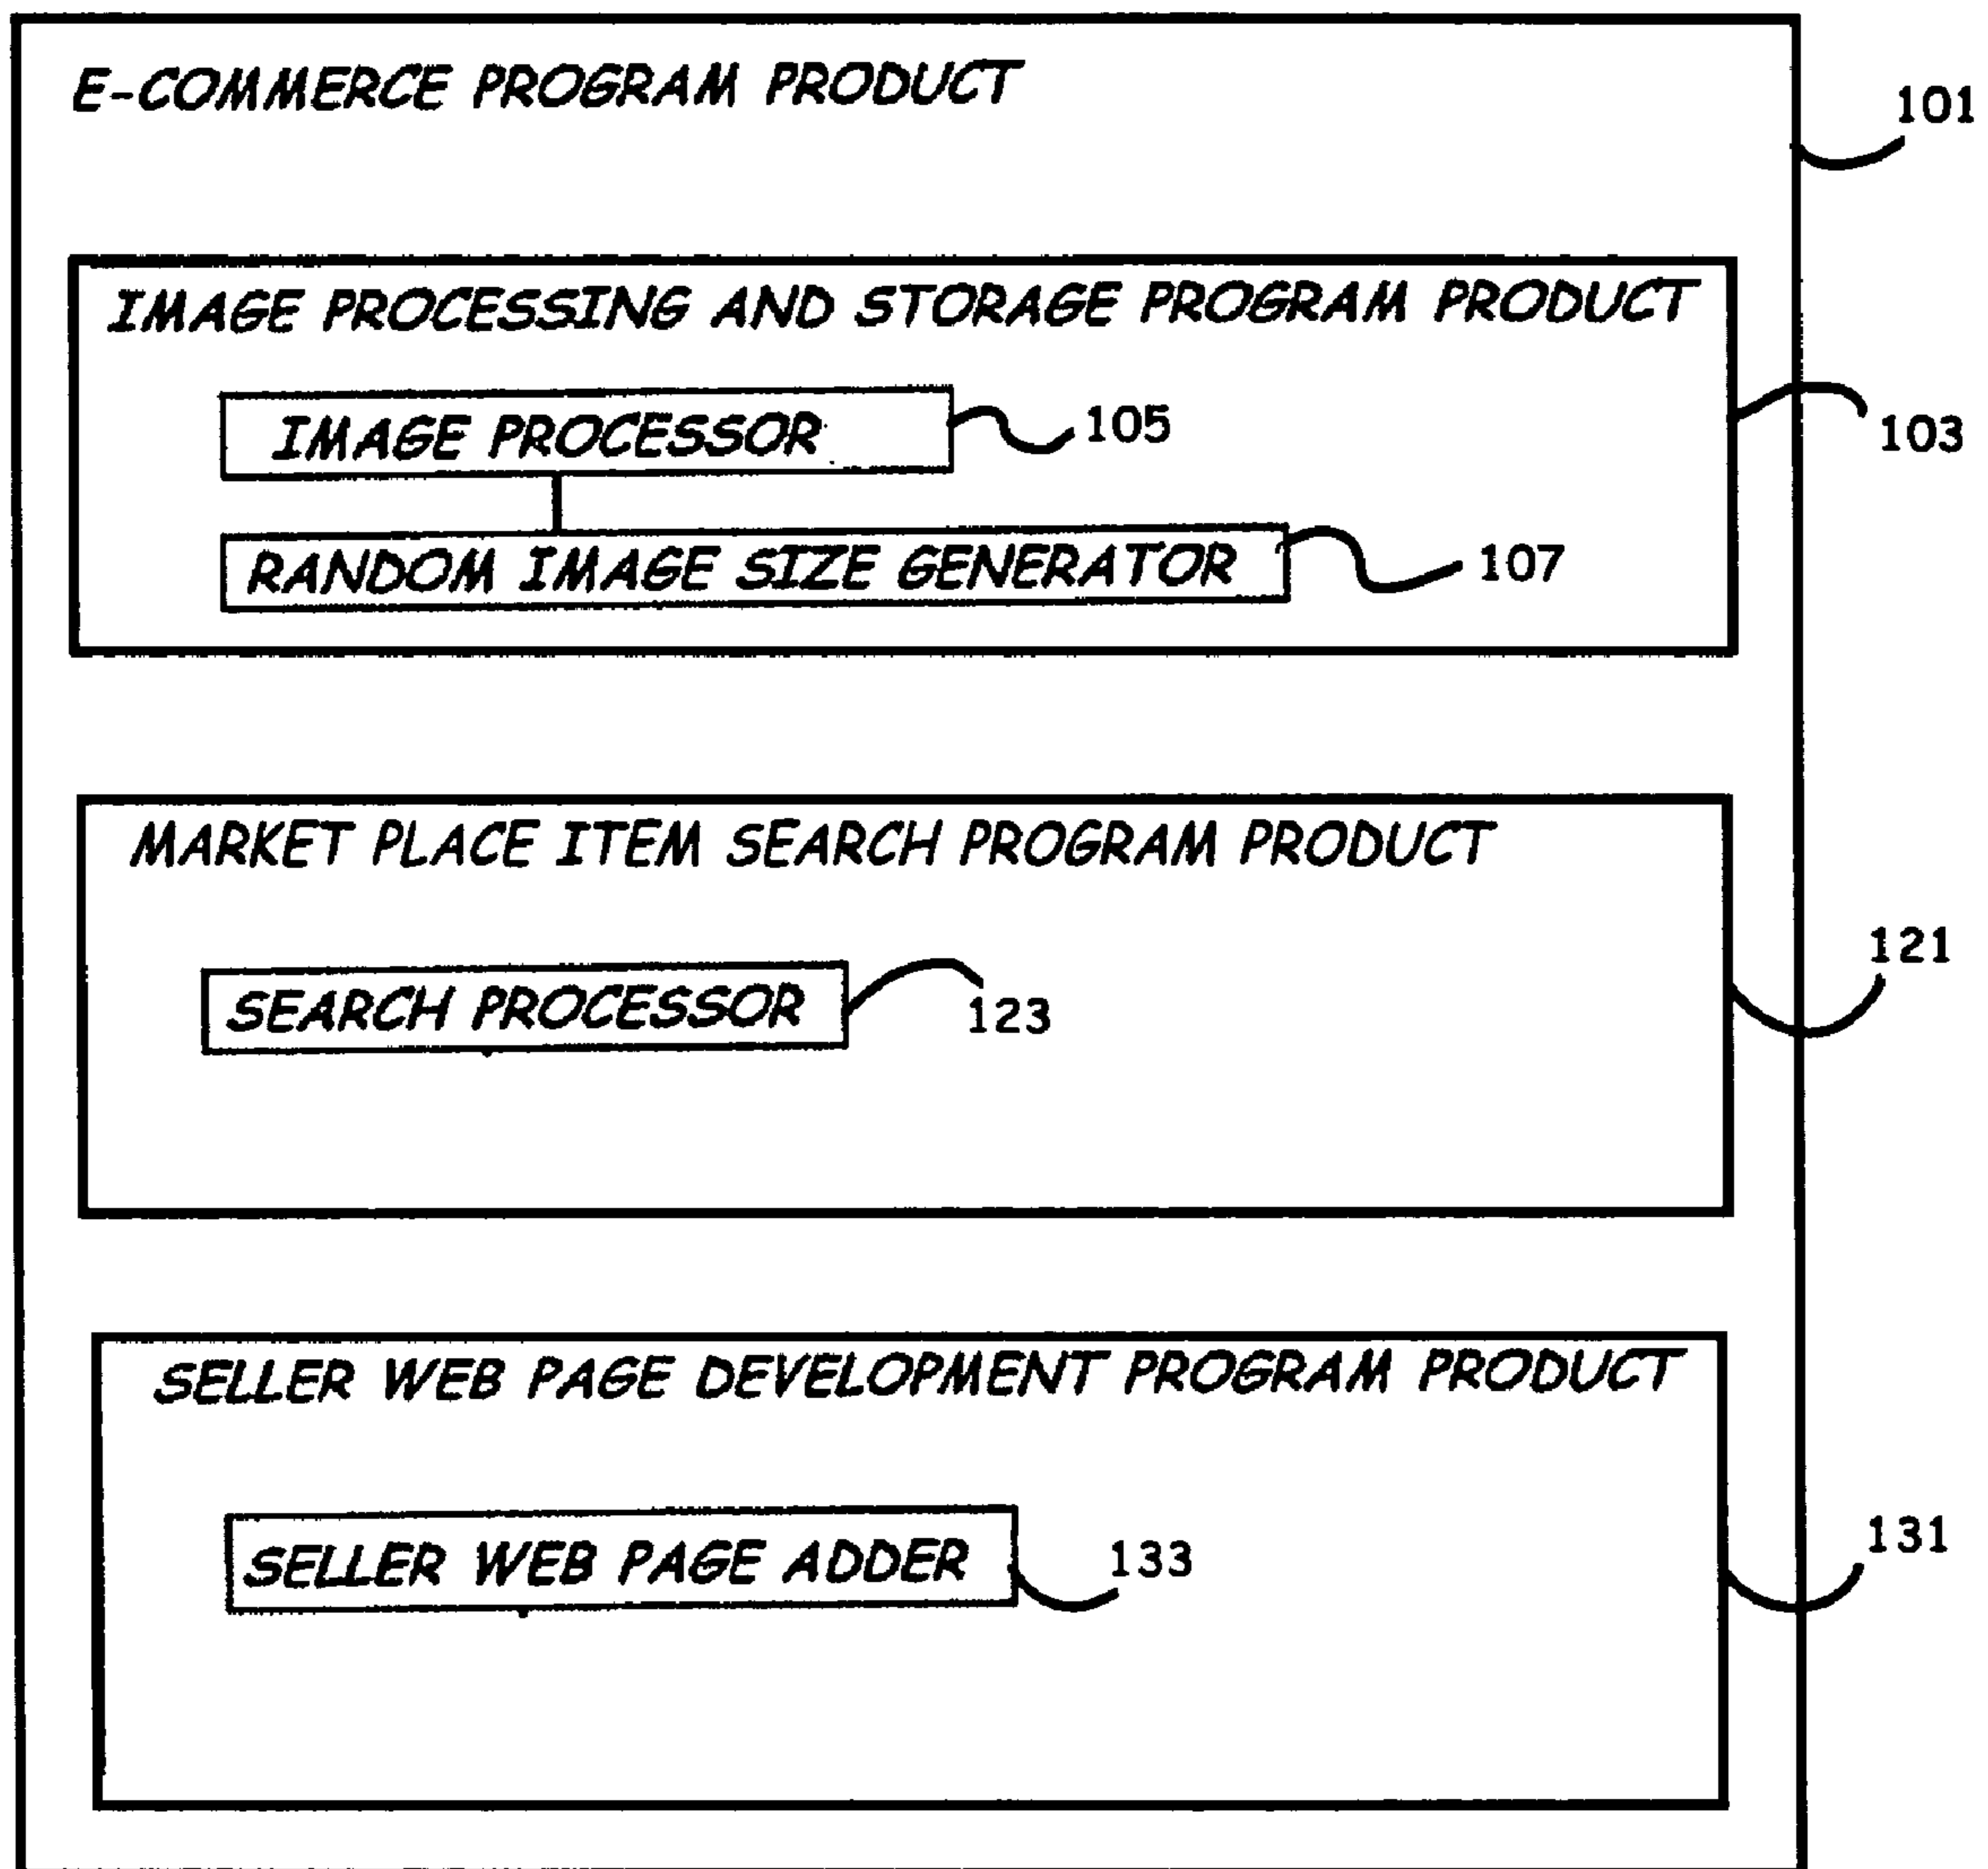 E-COMMERCE PROGRAM PRODUCT
101
IMAGE PROCESSING AND STORAGE PROGRAM PRODUCT
IMAGE PROCESSOR
105
103
RANDOM IMAGE SIZE GENERATOR
107
MARKET PLACE ITEM SEARCH PROGRAM PRODUCT
121
SEARCH PROCESSOR
123
SELLER WEB PAGE DEVELOPMENT PROGRAM PRODUCT
131
SELLER WEB PAGE ADDER
133